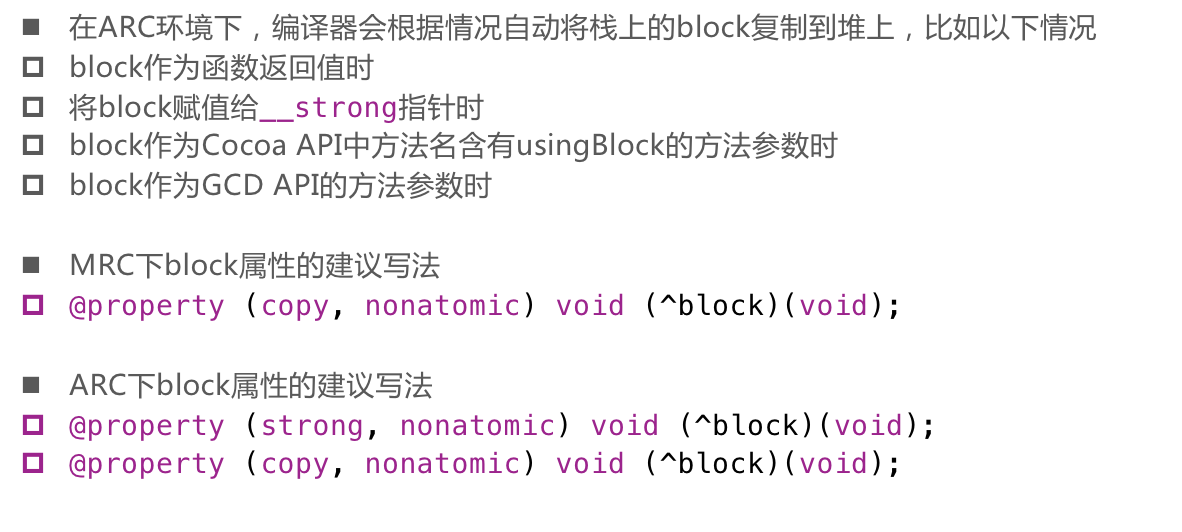 ■ 在ARC环境下，编译器会根据情况自动将栈上的block复制到堆上，比如以下情况
□ block作为函数返回值时
□ 将block赋值给__strong指针时
□ block作为Cocoa API中方法名含有usingBlock的方法参数时
□ block作为GCD API的方法参数时
■ MRC下block属性的建议写法
□ @property (copy, nonatomic) void (^block)(void);
■ ARC下block属性的建议写法
□ @property (strong, nonatomic) void (^block)(void);
□ @property (copy, nonatomic) void (^block)(void);